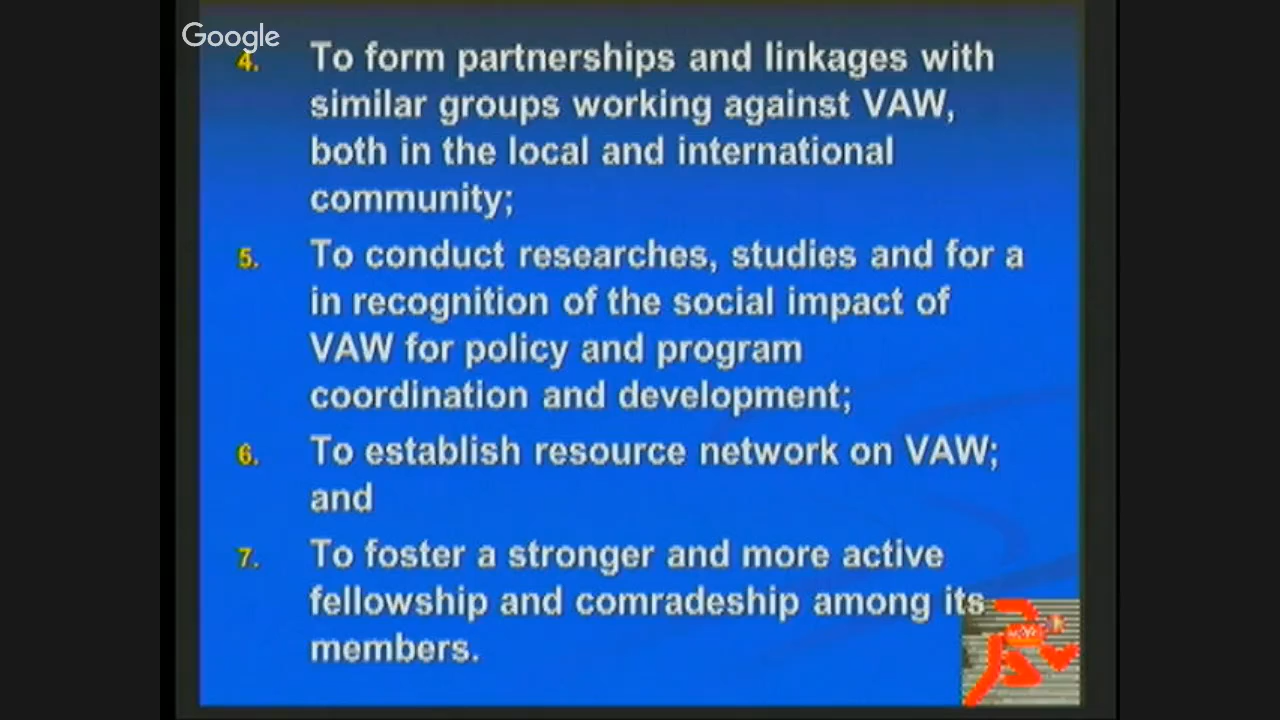 Google
4. To form partnerships and linkages with
similar groups working against VAW,
both in the local and international
community;
5. To conduct researches, studies and for a
in recognition of the social impact of
VAW for policy and program
coordination and development;
6. To establish resource network on VAW;
and
7. To foster a stronger and more active
fellowship and comradeship among its
members.